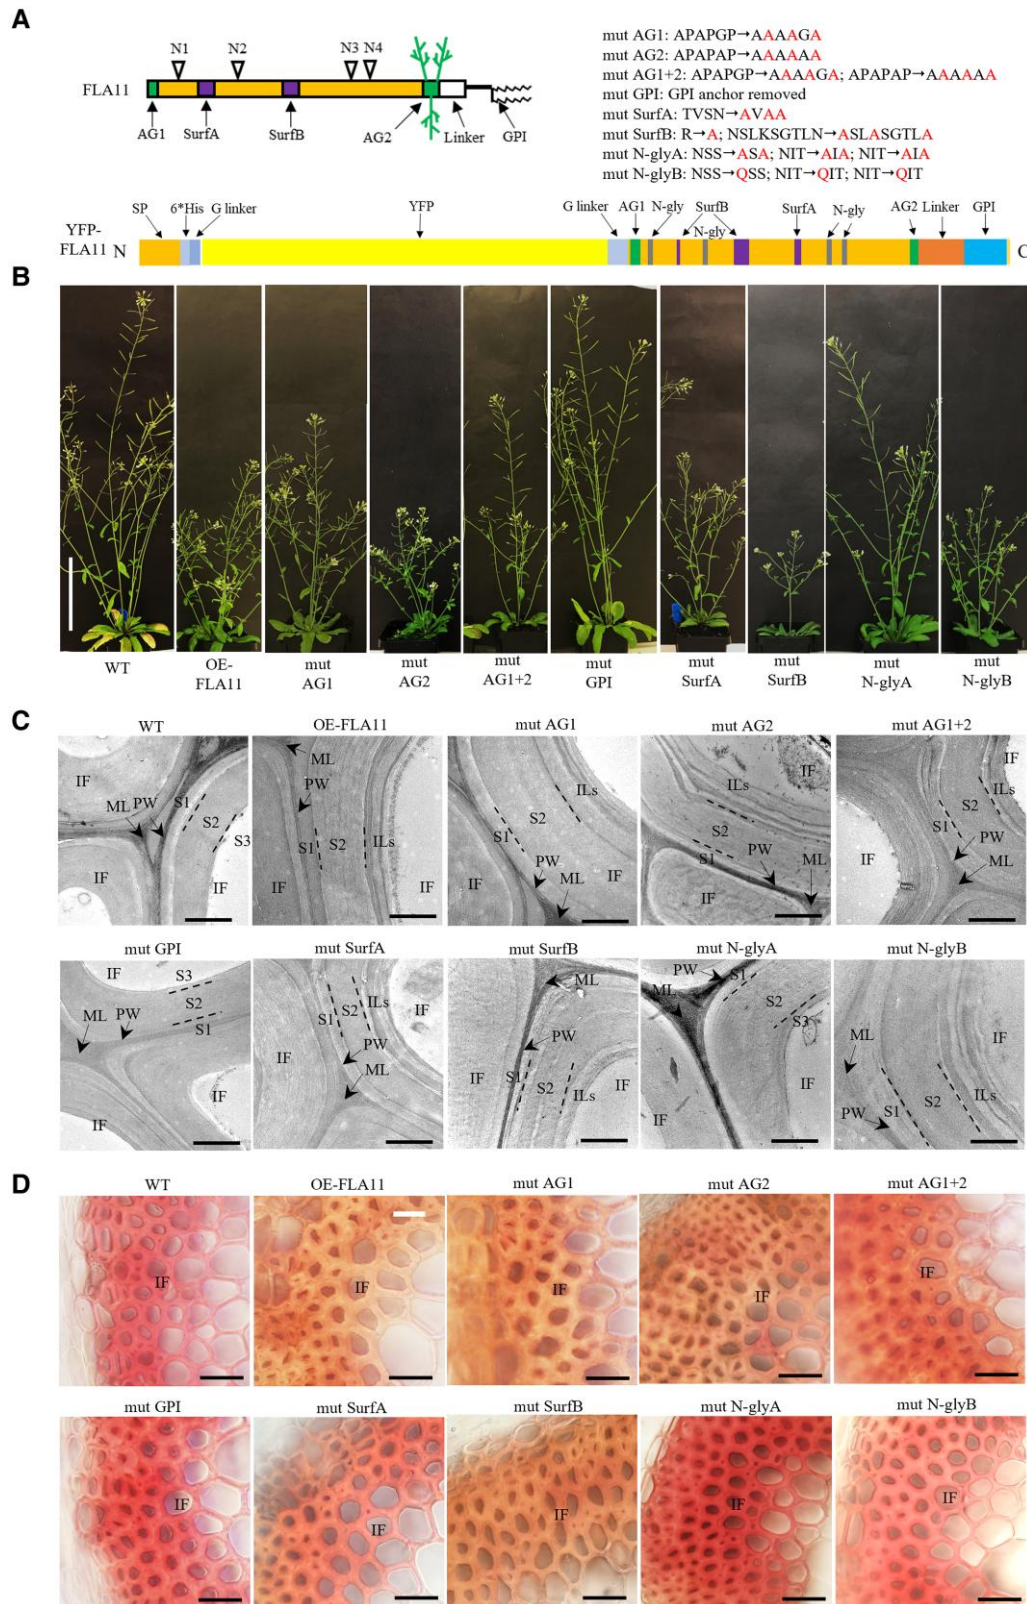 A
N1 N2 N3 N4
FLA11
AG1 SurfA SurfB AG2 Linker GPI
mut AG1: APAPGP→AAAAGA
mut AG2: APAPAP→AAAAAA
mut AG1+2: APAPGP→AAAAGA; APAPAP→AAAAAA
mut GPI: GPI anchor removed
mut SurfA: TVSN→AVAA
mut SurfB: R→A; NSLKSGTLN→ASLASGTLA
mut N-glyA: NSS→ASA; NIT→AIA; NIT→AIA
mut N-glyB: NSS→QSS; NIT→QIT; NIT→QIT
SP 6*His G linker YFP G linker AG1 N-gly SurfB SurfA N-gly AG2 Linker GPI
N-gly
YFP-
FLA11 N C
B
WT OE-FLA11 mut AG1 mut AG2 mut AG1+2 mut GPI mut SurfA mut SurfB mut N-glyA mut N-glyB
C
WT OE-FLA11 mut AG1 mut AG2 mut AG1+2
IF ML PW S1 S2 S3 IF IF
ML PW S1 S2 ILs IF IF
ILs S2 S1 PW ML IF
IF ILs S2 S1 PW ML IF
IF ILs S2 S1 PW ML IF
mut GPI mut SurfA mut SurfB mut N-glyA mut N-glyB
IF S3 S2 S1 ML PW IF IF
S1 S2 ILs IF PW ML IF
ML PW IF S1 S2 ILs IF
PW S1 ML S2 S3 IF IF
ML IF S1 S2 PW ILs
D
WT OE-FLA11 mut AG1 mut AG2 mut AG1+2
IF IF IF IF IF
mut GPI mut SurfA mut SurfB mut N-glyA mut N-glyB
IF IF IF IF IF